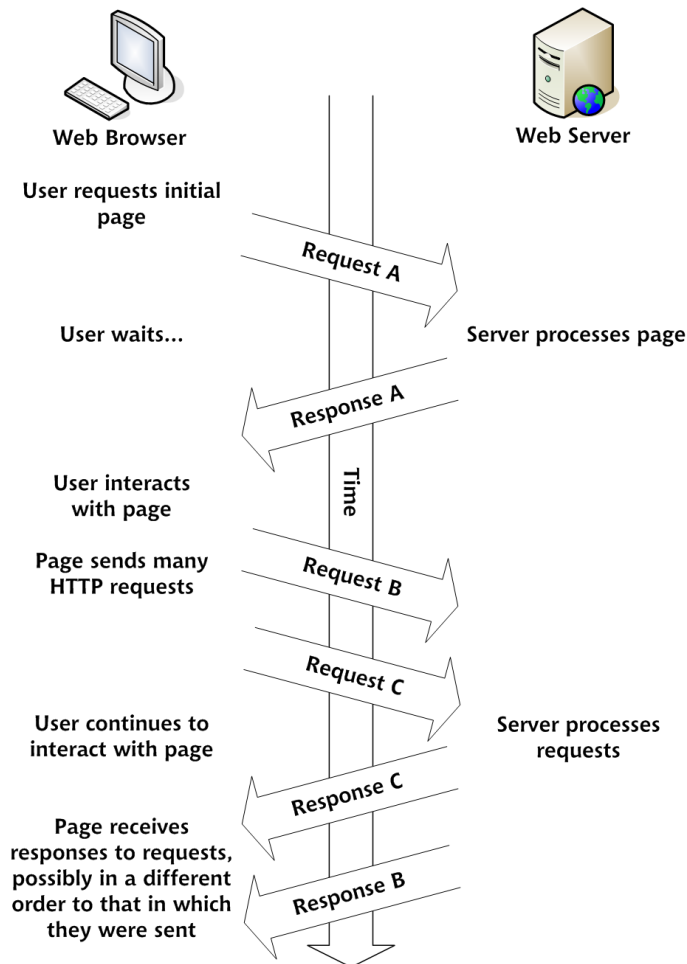 Web Browser
Web Server
User requests initial
page
Request A
User waits...
Server processes page
Response A
Time
User interacts
with page
Page sends many
HTTP requests
Request B
Request C
User continues to
interact with page
Server processes
requests
Response C
Page receives
responses to requests,
possibly in a different
order to that in which
they were sent
Response B